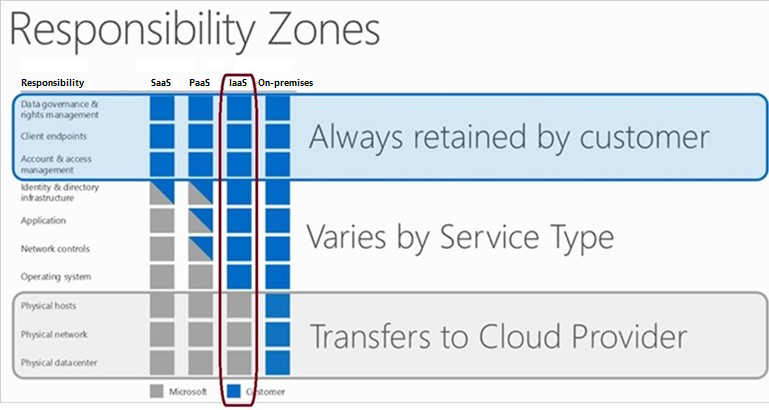 Responsibility Zones
Responsibility SaaS PaaS IaaS On-premises
Data governance &
rights management
Client endpoints
Account & access
management
Always retained by customer
Identity & directory
infrastructure
Application
Network controls
Operating system
Varies by Service Type
Physical hosts
Physical network
Physical datacenter
Transfers to Cloud Provider
Microsoft Customer